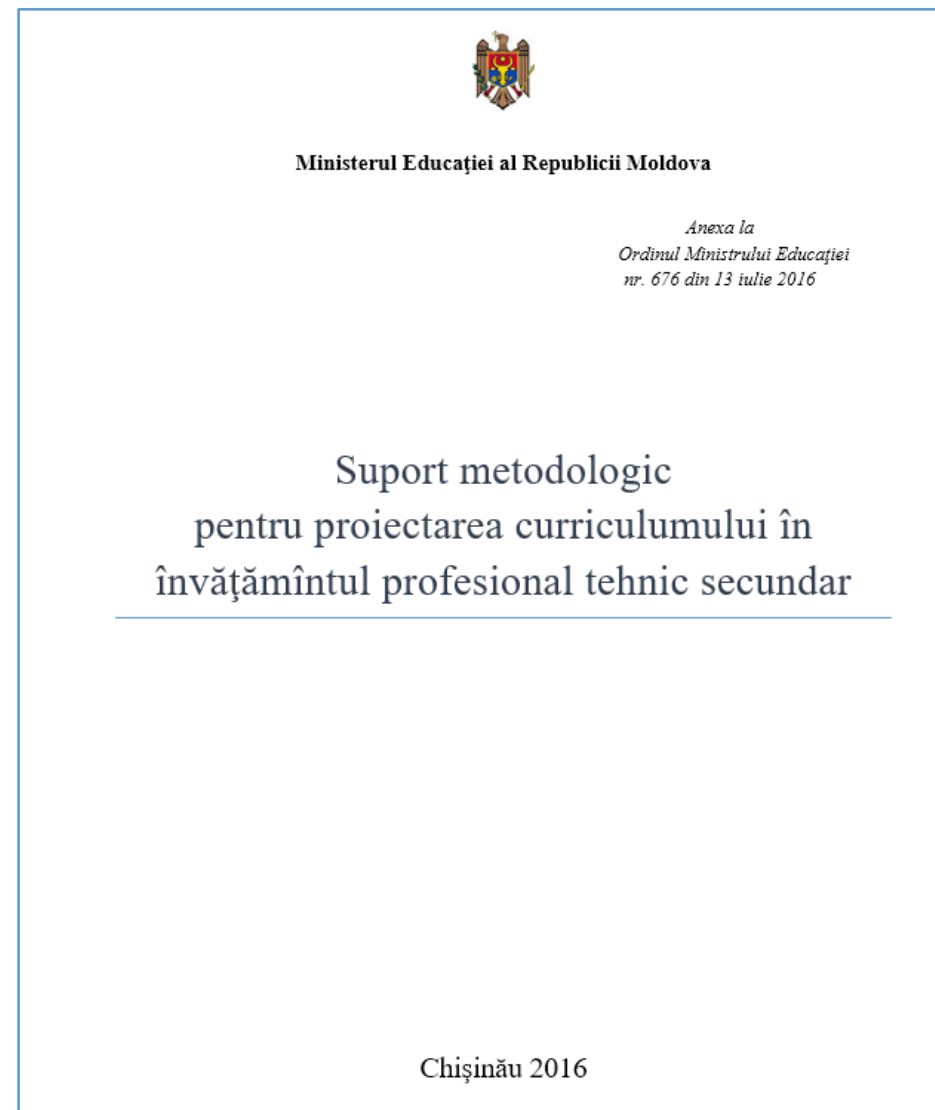 Ministerul Educaţiei al Republicii Moldova
Anexa la
Ordinul Ministrului Educaţiei
nr. 676 din 13 iulie 2016
Suport metodologic
pentru proiectarea curriculumului în
învăţămîntul profesional tehnic secundar
Chişinău 2016